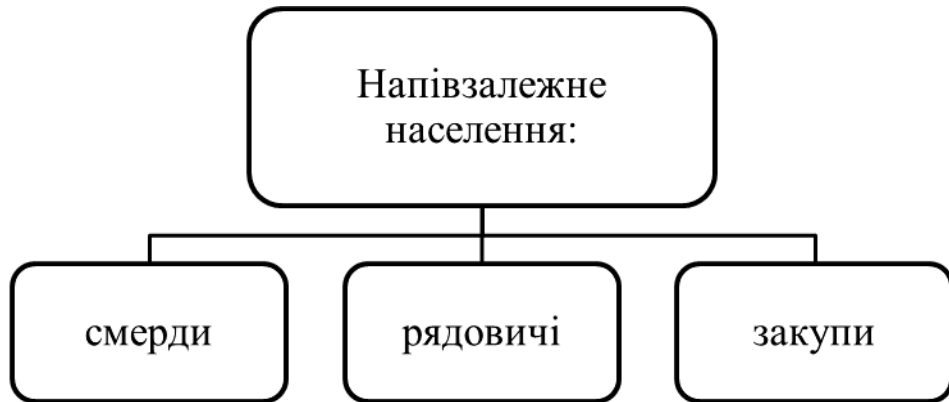 Напівзалежне
населення:
смерди
рядовичі
закупи